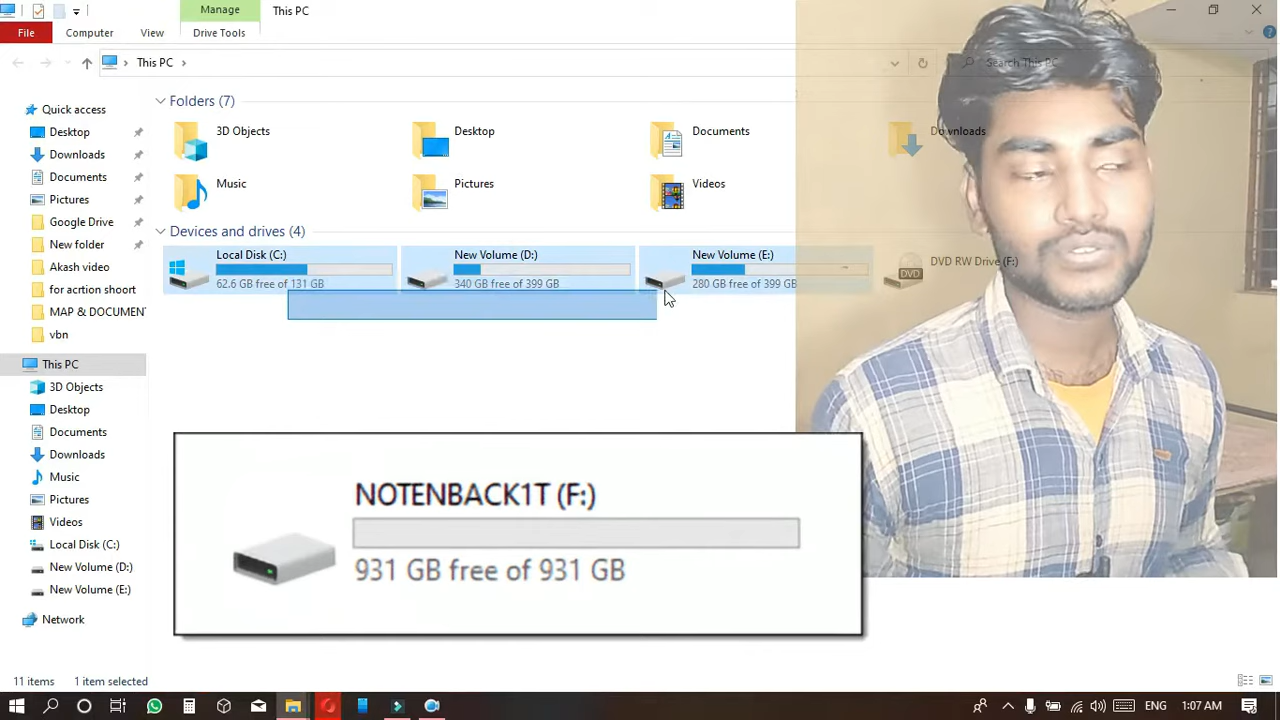 Manage
This PC
File
Computer
View
Drive Tools
This PC
Search This PC
Quick access
Desktop
Downloads
Documents
Pictures
Google Drive
New folder
Akash video
for acrtion shoort
MAP & DOCUMEN
vbn
This PC
3D Objects
Desktop
Documents
Downloads
Music
Pictures
Videos
Local Disk (C:)
New Volume (D:)
New Volume (E:)
Network
Folders (7)
3D Objects
Desktop
Documents
Downloads
Music
Pictures
Videos
Devices and drives (4)
Local Disk (C:)
62.6 GB free of 131 GB
New Volume (D:)
340 GB free of 399 GB
New Volume (E:)
280 GB free of 399 GB
DVD RW Drive (F:)
DVD
NOTENBACK1T (F:)
931 GB free of 931 GB
11 items
1 item selected
ENG
1:07 AM